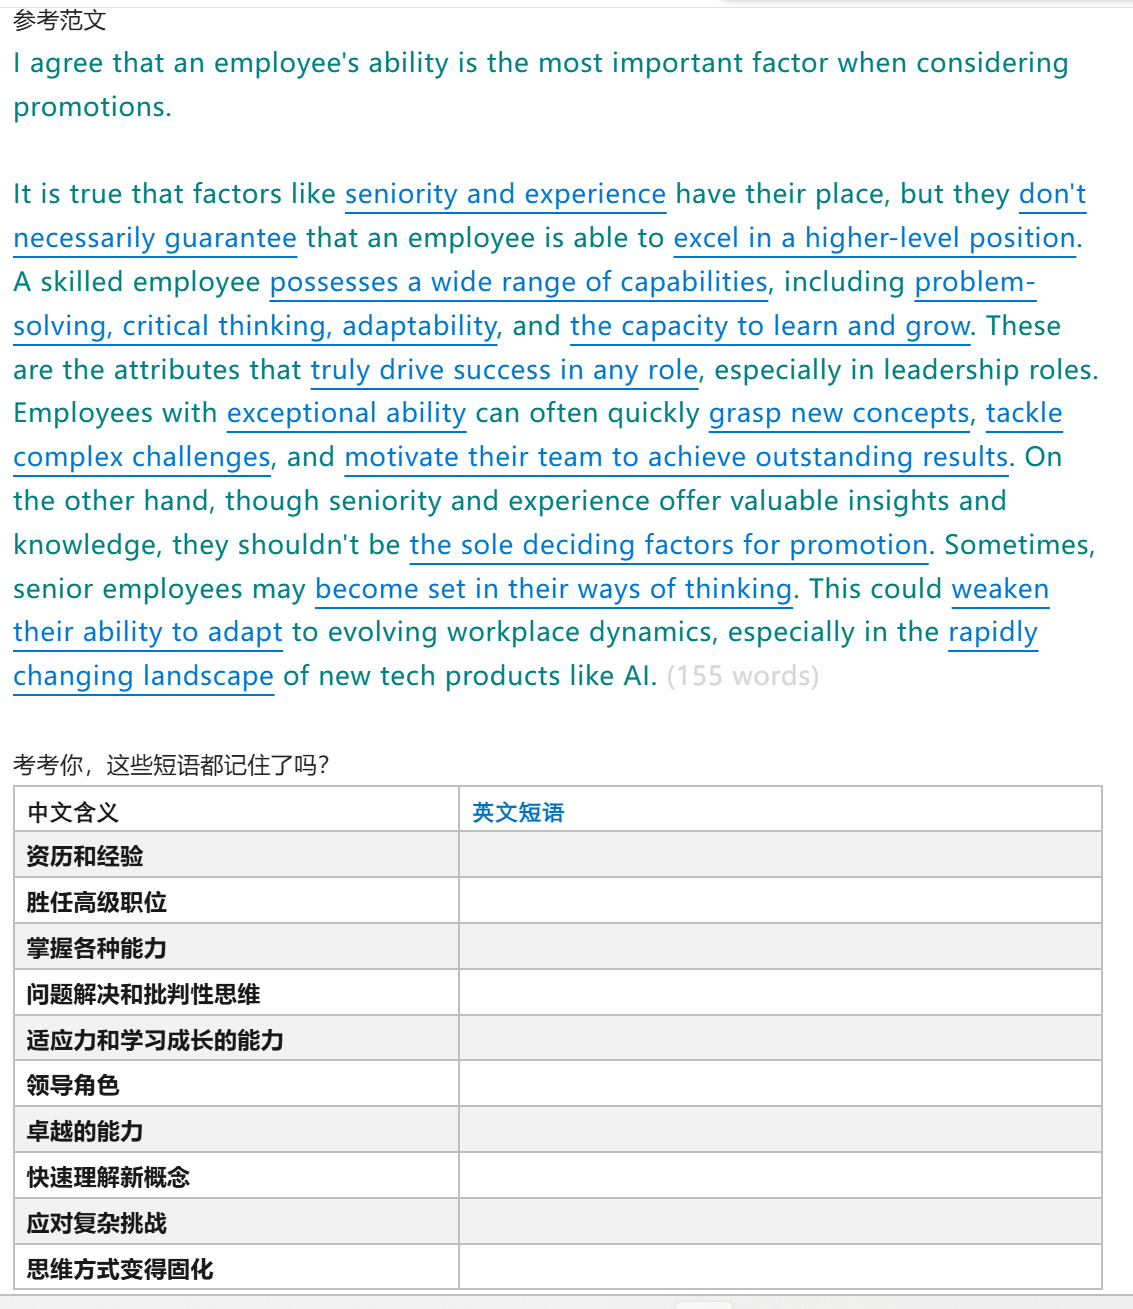 参考范文
I agree that an employee's ability is the most important factor when considering
promotions.
It is true that factors like seniority and experience have their place, but they don't
necessarily guarantee that an employee is able to excel in a higher-level position.
A skilled employee possesses a wide range of capabilities, including problem-
solving, critical thinking, adaptability, and the capacity to learn and grow. These
are the attributes that truly drive success in any role, especially in leadership roles.
Employees with exceptional ability can often quickly grasp new concepts, tackle
complex challenges, and motivate their team to achieve outstanding results. On
the other hand, though seniority and experience offer valuable insights and
knowledge, they shouldn't be the sole deciding factors for promotion. Sometimes,
senior employees may become set in their ways of thinking. This could weaken
their ability to adapt to evolving workplace dynamics, especially in the rapidly
changing landscape of new tech products like AI. (155 words)
考考你，这些短语都记住了吗？
中文含义 英文短语
资历和经验
胜任高级职位
掌握各种能力
问题解决和批判性思维
适应力和学习成长的能力
领导角色
卓越的能力
快速理解新概念
应对复杂挑战
思维方式变得固化